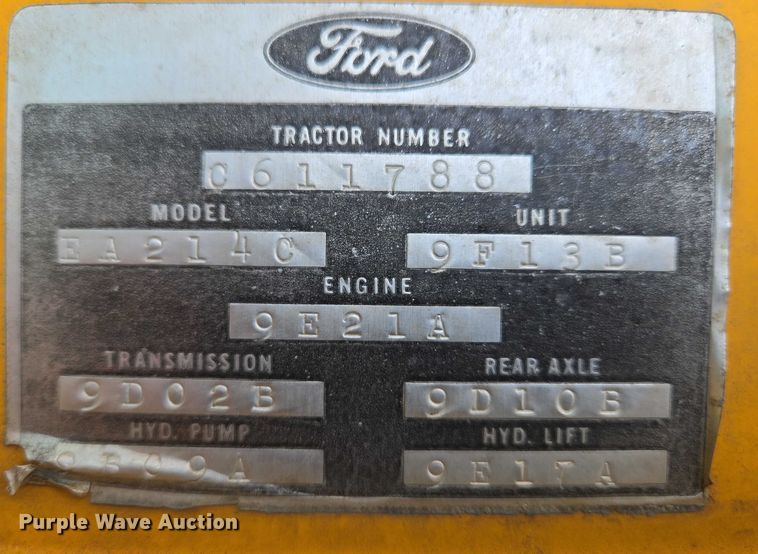 Ford
TRACTOR NUMBER
C611788
MODEL UNIT
EA214C 9F13B
ENGINE
9E21A
TRANSMISSION REAR AXLE
9D02B 9D10B
HYD. PUMP HYD. LIFT
9E17A
Purple Wave Auction